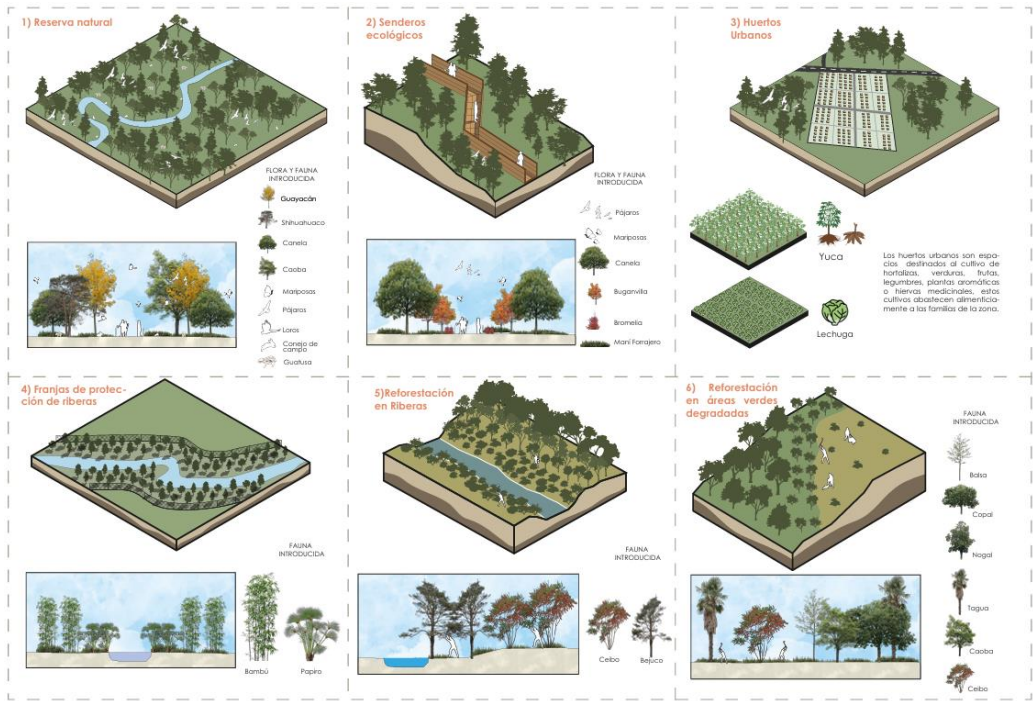 1) Reserva natural
FLORA Y FAUNA
INTRODUCIDA
Guayacán
Shihuahuaco
Canela
Caoba
Mariposas
Pájaros
Loros
Conejo de
campo
Guatusa
2) Senderos
ecológicos
FLORA Y FAUNA
INTRODUCIDA
Pájaros
Mariposas
Canela
Buganvilla
Bromelia
Maní Forrajero
3) Huertos
Urbanos
Yuca
Lechuga
Los huertos urbanos son espa-
cios destinados al cultivo de
hortalizas, verduras, frutas,
legumbres, plantas aromáticas
o hiervas medicinales, estos
cultivos abastecen alimenticia-
mente a las familias de la zona.
4) Franjas de protec-
ción de riberas
FAUNA
INTRODUCIDA
Bambú
Papiro
5)Reforestación
en Riberas
FAUNA
INTRODUCIDA
Ceibo
Bejuco
6) Reforestación
en áreas verdes
degradadas
FAUNA
INTRODUCIDA
Balsa
Copal
Nogal
Tagua
Caoba
Ceibo